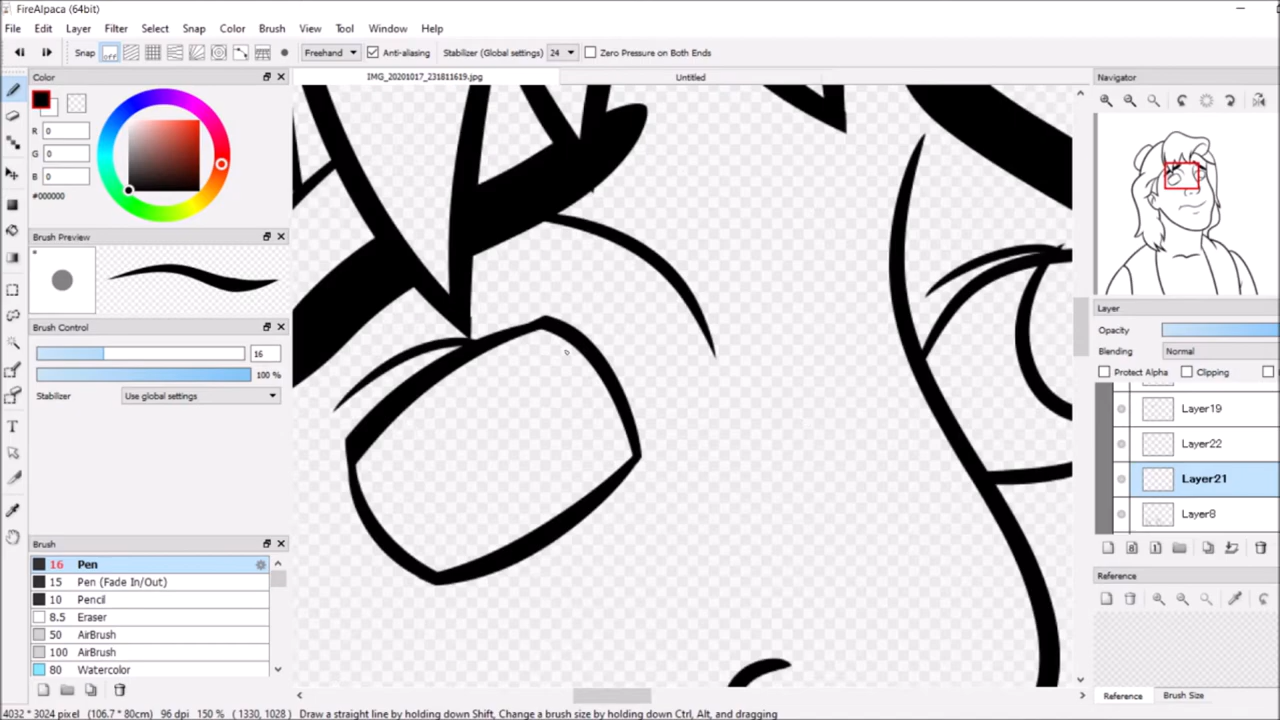 FireAlpaca (64bit)
File Edit Layer Filter Select Snap Color Brush View Tool Window Help
Snap off Freehand Anti-aliasing Stabilizer (Global settings) 24 Zero Pressure on Both Ends
Color
IMG_20201017_231811619.jpg Untitled
Navigator
R 0
G 0
B 0
#000000
Brush Preview
Brush Control
16
100 %
Stabilizer Use global settings
Layer
Opacity
Blending Normal
Protect Alpha Clipping
Layer19
Layer22
Layer21
Layer8
Brush
16 Pen
15 Pen (Fade In/Out)
10 Pencil
8.5 Eraser
50 AirBrush
100 AirBrush
80 Watercolor
Reference
Reference Brush Size
4032 * 3024 pixel (106.7 * 80cm) 96 dpi 150 % (1330, 1028) Draw a straight line by holding down Shift, Change a brush size by holding down Ctrl, Alt, and dragging